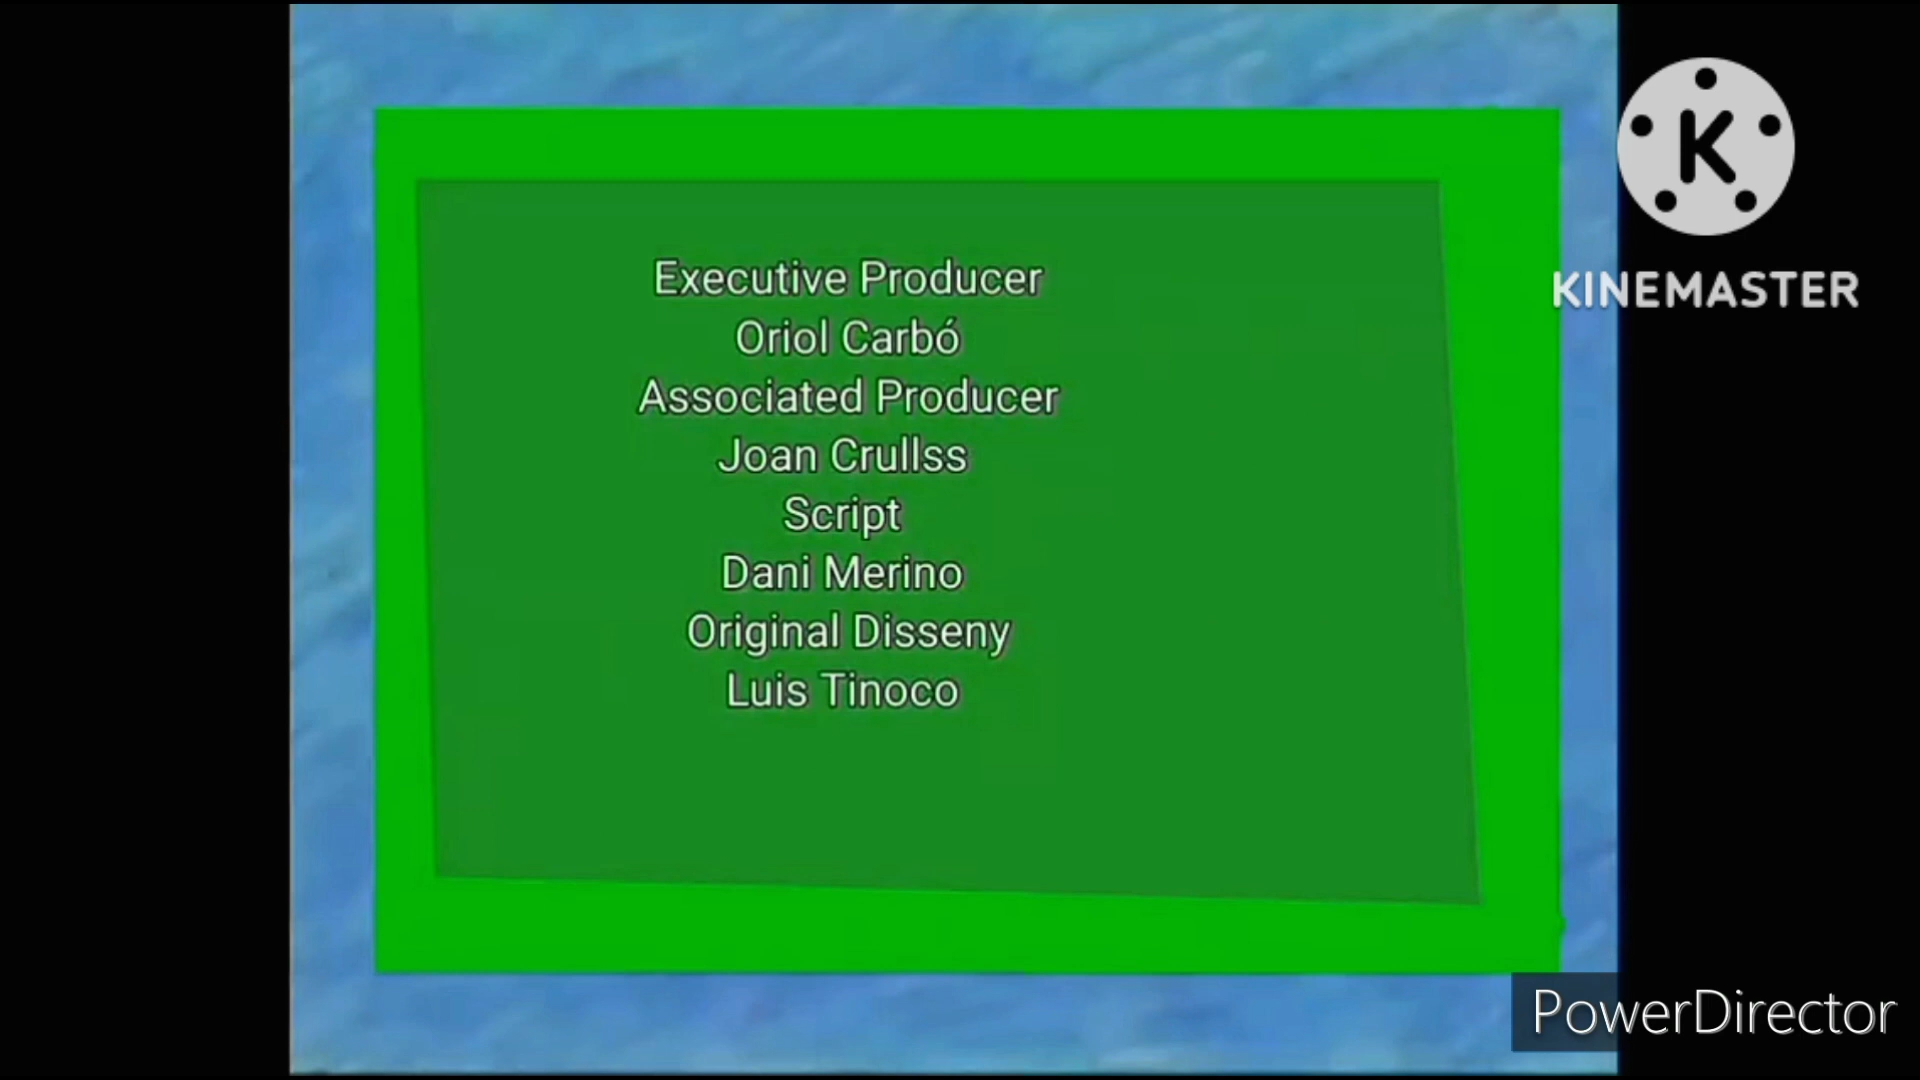 Executive Producer
Oriol Carbó
Associated Producer
Joan Crullss
Script
Dani Merino
Original Disseny
Luis Tinoco
K
KINEMASTER
PowerDirector